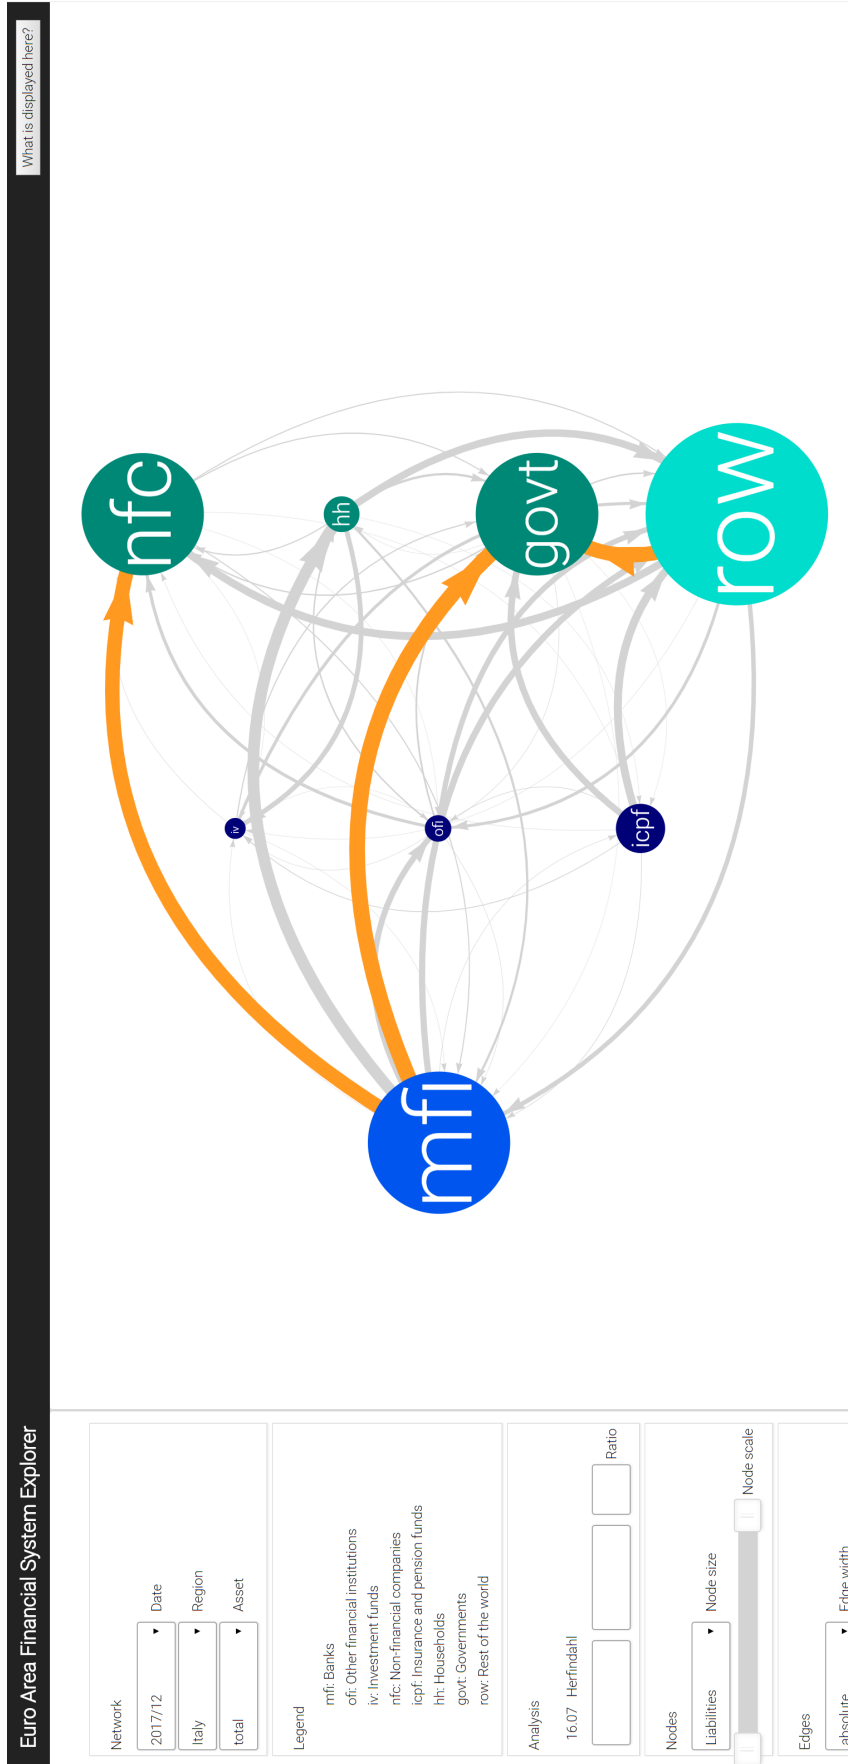 Euro Area Financial System Explorer
What is displayed here?
Network
2017/12 Date
Italy Region
total Asset
Legend
mfi: Banks
ofi: Other financial institutions
iv: Investment funds
nfc: Non-financial companies
icpf: Insurance and pension funds
hh: Households
govt: Governments
row: Rest of the world
Analysis
16.07 Herfindahl
Ratio
Nodes
Liabilities Node size
Node scale
Edges
absolute Edge width
mfi
iv
ofi
icpf
nfc
hh
govt
row